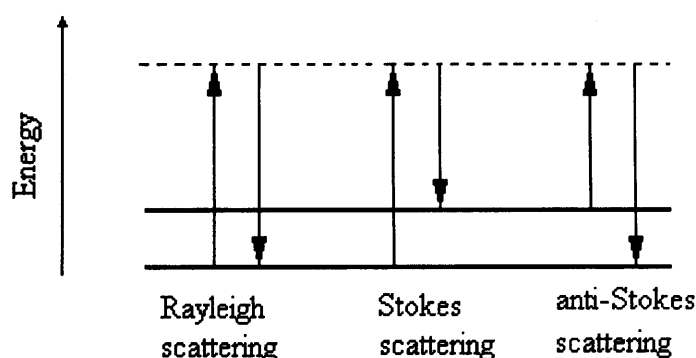 Energy
Rayleigh
scattering
Stokes
scattering
anti-Stokes
scattering